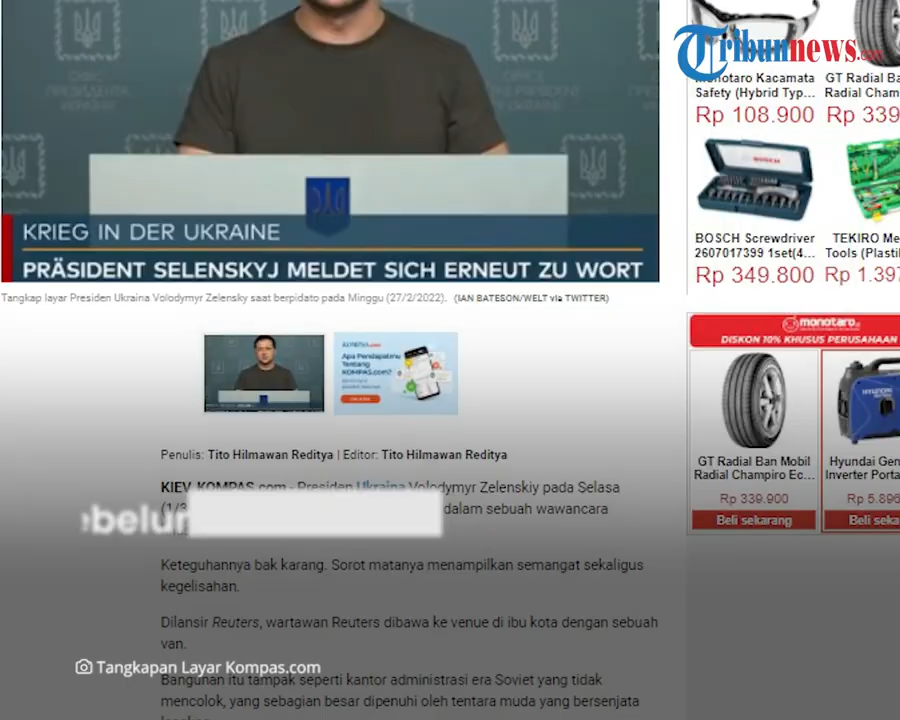 Tribunnews.com
KRIEG IN DER UKRAINE
PRÄSIDENT SELENSKYJ MELDET SICH ERNEUT ZU WORT
Tangkap layar Presiden Ukraina Volodymyr Zelensky saat berpidato pada Minggu (27/2/2022). (IAN BATESON/WELT via TWITTER)
Apa Pendapatmu
Tentang
KOMPAS.com?
Penulis: Tito Hilmawan Reditya | Editor: Tito Hilmawan Reditya
KIEV, KOMPAS.com - Presiden Ukraina Volodymyr Zelenskiy pada Selasa
dalam sebuah wawancara
Keteguhannya bak karang. Sorot matanya menampilkan semangat sekaligus
kegelisahan.
Dilansir Reuters, wartawan Reuters dibawa ke venue di ibu kota dengan sebuah
van.
Tangkapan Layar Kompas.com
Bangunan itu tampak seperti kantor administrasi era Soviet yang tidak
mencolok, yang sebagian besar dipenuhi oleh tentara muda yang bersenjata
Monotaro Kacamata
Safety (Hybrid Typ...
Rp 108.900
GT Radial Ba
Radial Cham
Rp 339
BOSCH
BOSCH Screwdriver
2607017399 1set(4...
Rp 349.800
TEKIRO Me
Tools (Plasti
Rp 1.397
monotaro.id
DISKON 10% KHUSUS PERUSAHAAN
GT Radial Ban Mobil
Radial Champiro Ec...
Rp 339.900
Beli sekarang
HYUNDAI
Hyundai Gen
Inverter Porta
Rp 5.896
Beli seka